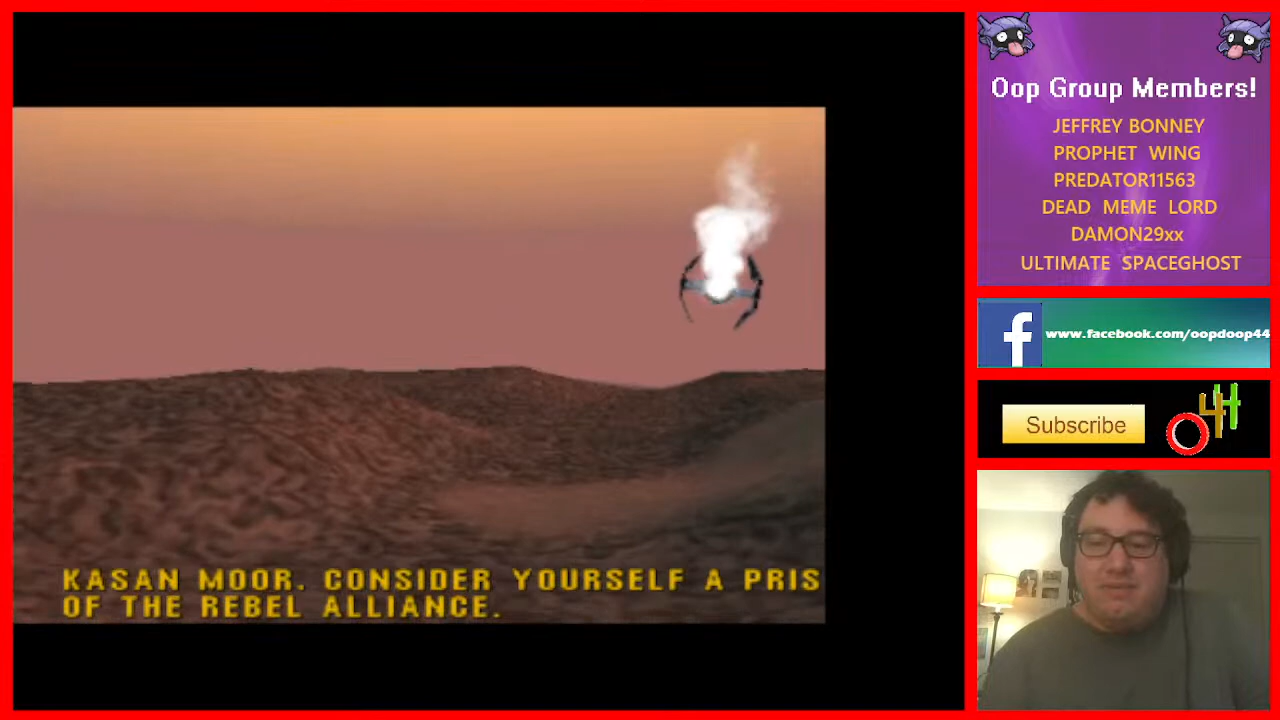 KASAN MOOR. CONSIDER YOURSELF A PRIS
OF THE REBEL ALLIANCE.
Oop Group Members!
JEFFREY BONNEY
PROPHET WING
PREDATOR11563
DEAD MEME LORD
DAMON29xx
ULTIMATE SPACEGHOST
f www.facebook.com/oopdoop44
Subscribe
O44